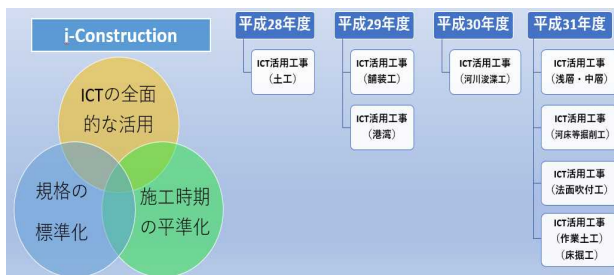 i-Construction
ICTの全面
的な活用
規格の
標準化
施工時期
の平準化
平成28年度
ICT活用工事
（土工）
平成29年度
ICT活用工事
（舗装工）
ICT活用工事
（港湾）
平成30年度
ICT活用工事
（河川浚渫工）
平成31年度
ICT活用工事
（浅層・中層）
ICT活用工事
（河床等掘削工）
ICT活用工事
（法面吹付工）
ICT活用工事
（作業土工）
（床掘工）